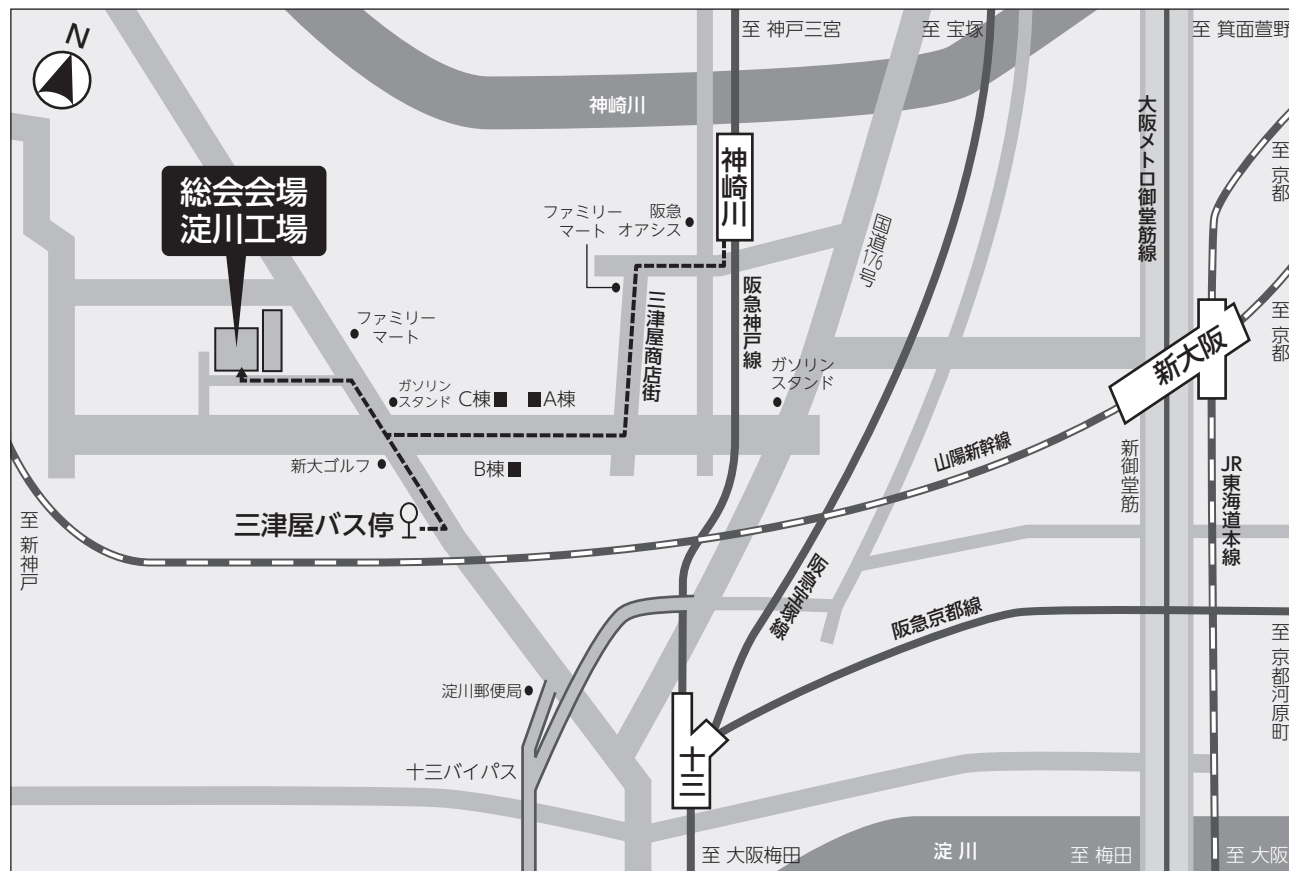 N
至 神戸三宮
至 宝塚
至 箕面萱野
神崎川
大阪メトロ御堂筋線
至 京都
総会会場
淀川工場
神崎川
ファミリー
マート
阪急
オアシス
国道176号
阪急神戸線
三津屋商店街
至 京都
ファミリー
マート
ガソリン
スタンド
新大阪
ガソリン
スタンド
C棟
A棟
新大ゴルフ
B棟
山陽新幹線
新御堂筋
JR東海道本線
三津屋バス停
至 新神戸
阪急宝塚線
阪急京都線
至 京都河原町
淀川郵便局
十三バイパス
十三
至 大阪梅田
淀川
至 梅田
至 大阪